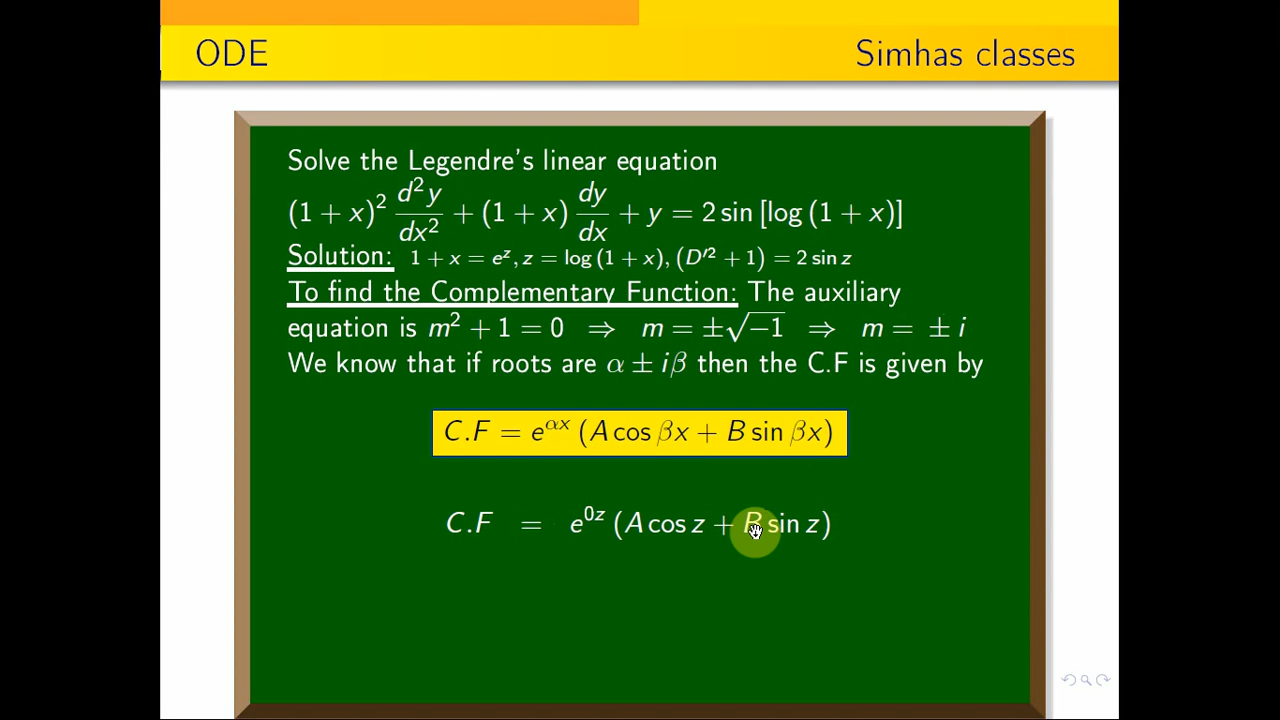 ODE Simhas classes
Solve the Legendre's linear equation
(1 + x)² d²y/dx² + (1 + x) dy/dx + y = 2 sin [log (1 + x)]
Solution: 1 + x = e^z, z = log (1 + x), (D′² + 1) = 2 sin z
To find the Complementary Function: The auxiliary
equation is m² + 1 = 0 ⇒ m = ±√−1 ⇒ m = ± i
We know that if roots are α ± iβ then the C.F is given by
C.F = e^{αx} (A cos βx + B sin βx)
C.F = e^{0z} (A cos z + B sin z)